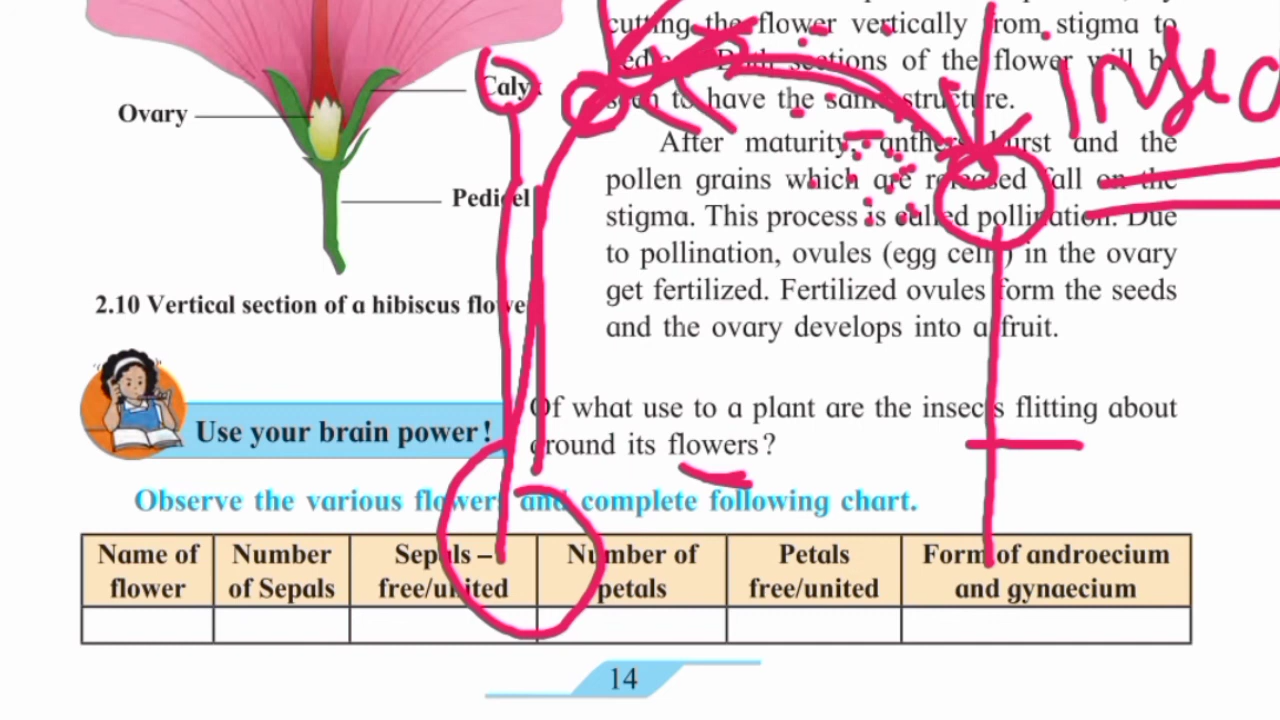 cutting the flower vertically from stigma to
Both sections of the flower will be
seen to have the same structure.
Calyx
insec
Ovary
After maturity, anthers burst and the
pollen grains which are released fall on the
Pedicel
stigma. This process is called pollination. Due
to pollination, ovules (egg cells) in the ovary
get fertilized. Fertilized ovules form the seeds
and the ovary develops into a fruit.
2.10 Vertical section of a hibiscus flower
Use your brain power!
Of what use to a plant are the insects flitting about
around its flowers?
Observe the various flowers and complete following chart.
Name of flower
Number of Sepals
Sepals – free/united
Number of petals
Petals free/united
Form of androecium and gynaecium
14